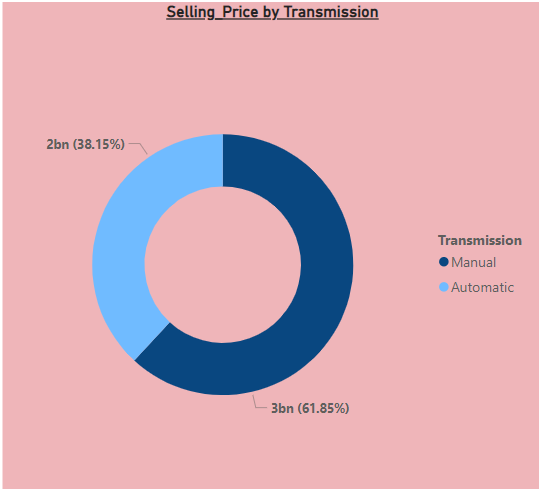 Selling_Price by Transmission
2bn (38.15%)
Transmission
Manual
Automatic
3bn (61.85%)